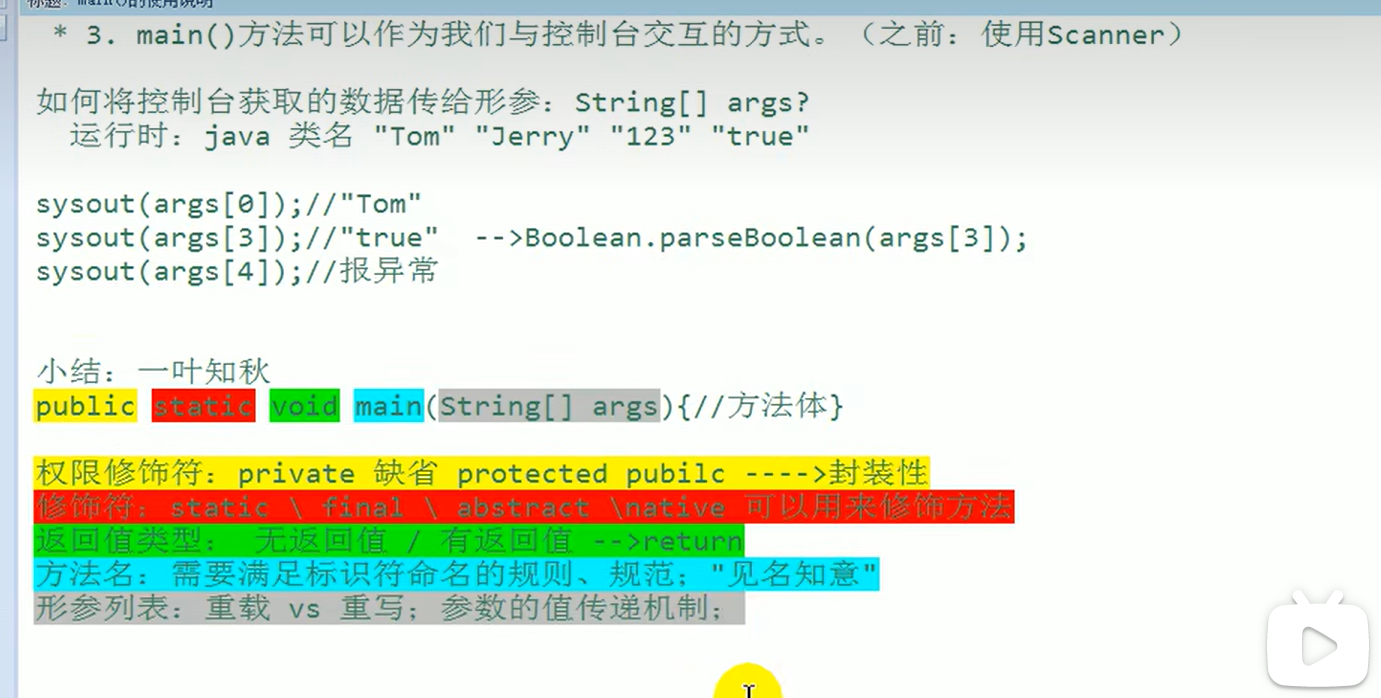 标题: main()的使用说明
* 3. main()方法可以作为我们与控制台交互的方式。（之前：使用Scanner）
如何将控制台获取的数据传给形参：String[] args?
运行时：java 类名 "Tom" "Jerry" "123" "true"
sysout(args[0]);//"Tom"
sysout(args[3]);//"true" -->Boolean.parseBoolean(args[3]);
sysout(args[4]);//报异常
小结：一叶知秋
public static void main(String[] args){//方法体}
权限修饰符：private 缺省 protected pubilc ---->封装性
修饰符：static \ final \ abstract \native 可以用来修饰方法
返回值类型： 无返回值 / 有返回值 -->return
方法名：需要满足标识符命名的规则、规范；"见名知意"
形参列表：重载 vs 重写；参数的值传递机制；